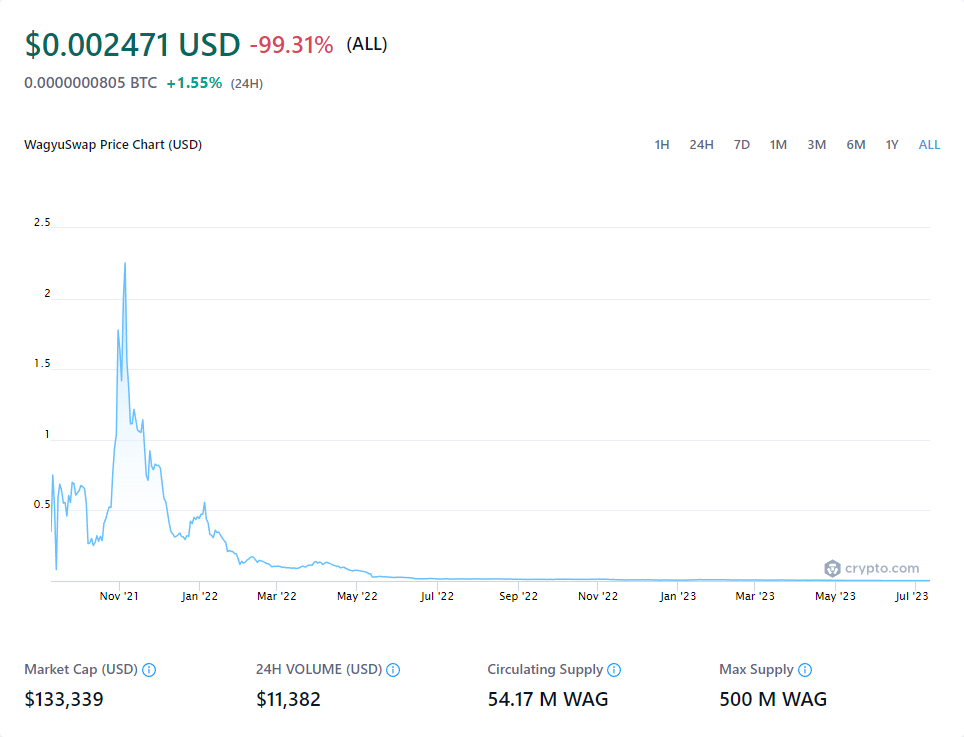 $0.002471 USD -99.31% (ALL)
0.0000000805 BTC +1.55% (24H)
WagyuSwap Price Chart (USD) 1H 24H 7D 1M 3M 6M 1Y ALL
2.5
2
1.5
1
0.5
crypto.com
Nov '21 Jan '22 Mar '22 May '22 Jul '22 Sep '22 Nov '22 Jan '23 Mar '23 May '23 Jul '23
Market Cap (USD) 24H VOLUME (USD) Circulating Supply Max Supply
$133,339 $11,382 54.17 M WAG 500 M WAG